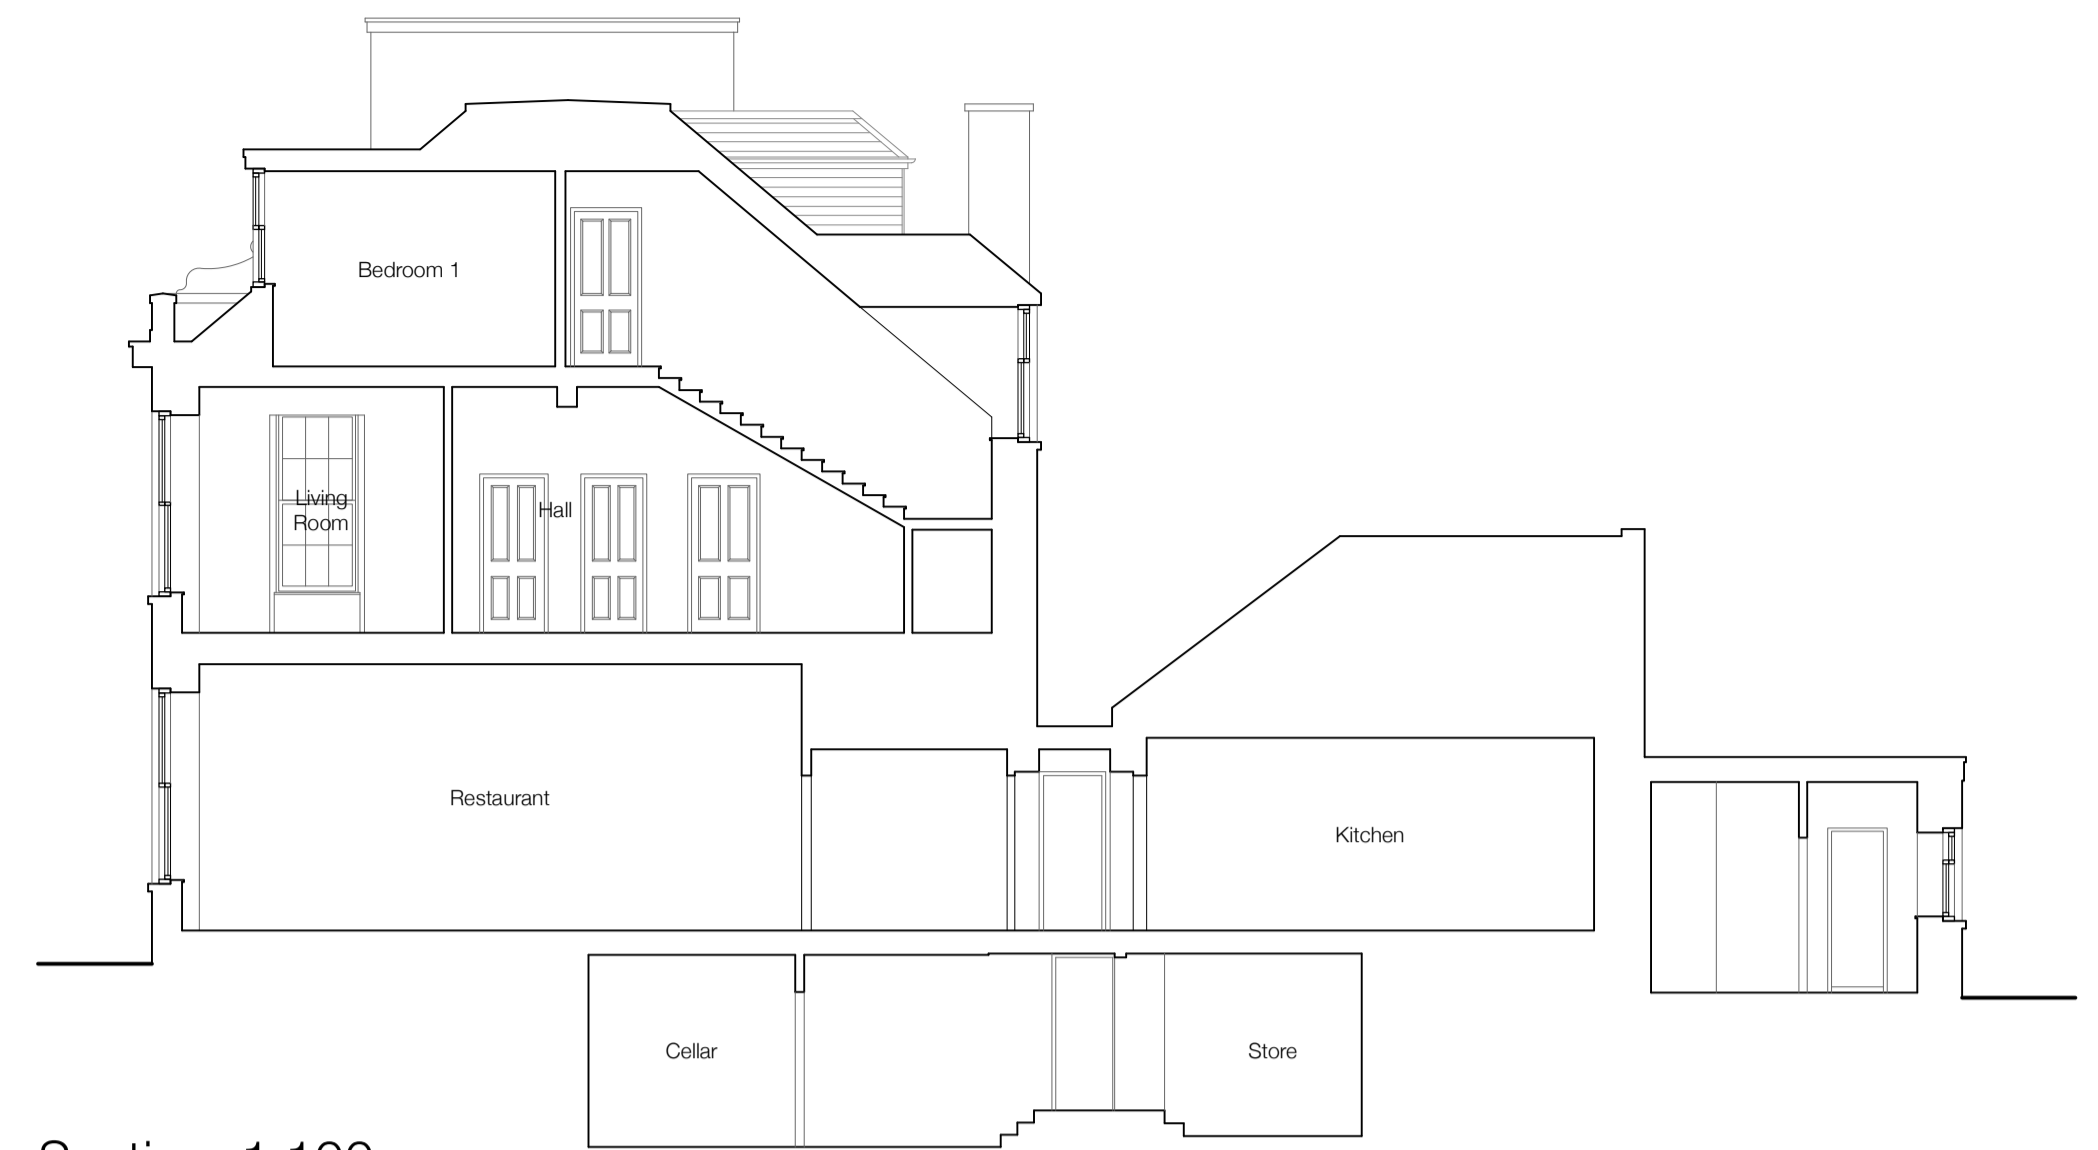 Bedroom 1
Living
Room
Hall
Restaurant
Kitchen
Cellar
Store